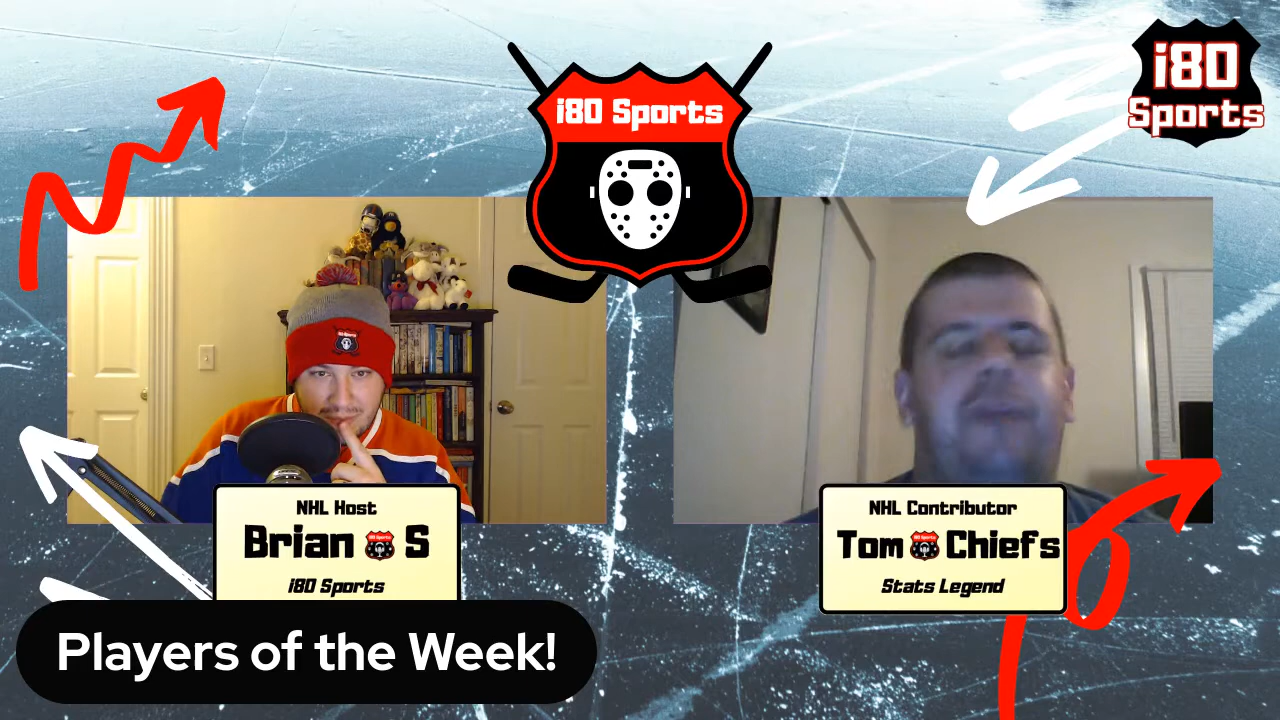 i80 Sports
i80
Sports
NHL Host
Brian S
i80 Sports
NHL Contributor
Tom Chiefs
Stats Legend
Players of the Week!